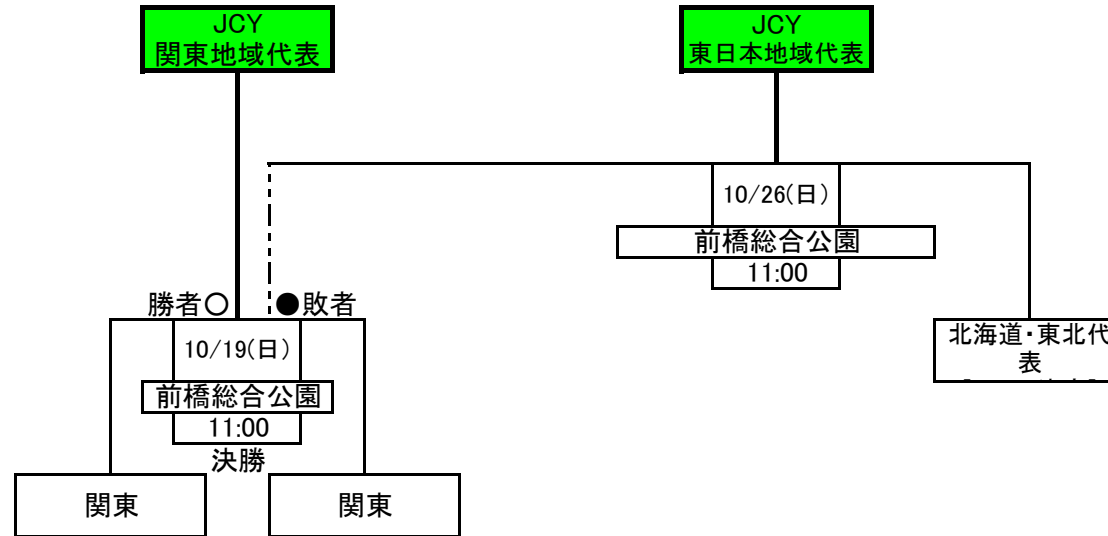 JCY
関東地域代表
JCY
東日本地域代表
10/26(日)
前橋総合公園
11:00
勝者○
●敗者
10/19(日)
前橋総合公園
11:00
決勝
北海道・東北代
表
関東
関東